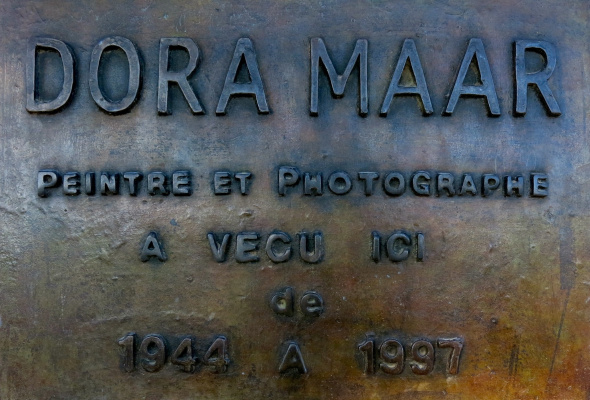 DORA MAAR
PEINTRE ET PHOTOGRAPHE
A VECU ICI
de
1944 A 1997